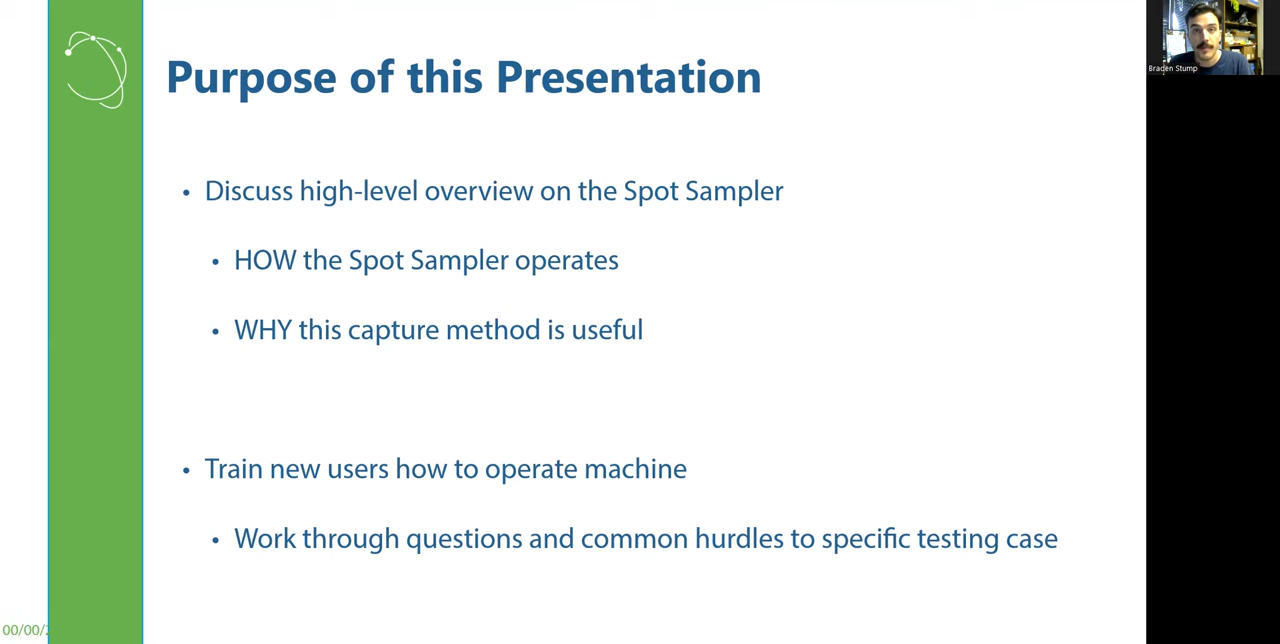 Purpose of this Presentation
• Discuss high-level overview on the Spot Sampler
• HOW the Spot Sampler operates
• WHY this capture method is useful
• Train new users how to operate machine
• Work through questions and common hurdles to specific testing case
00/00/
Braden Stump